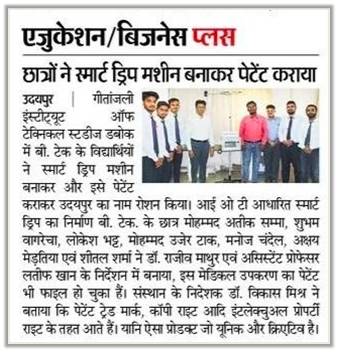 एजुकेशन/बिजनेस प्लस
छात्रों ने स्मार्ट ड्रिप मशीन बनाकर पेटेंट कराया
उदयपुर | गीतांजली
इंस्टीट्यूट ऑफ
टेक्निकल स्टडीज डबोक
में बी. टेक के विद्यार्थियों
ने स्मार्ट ड्रिप मशीन
बनाकर और इसे पेटेंट
कराकर उदयपुर का नाम रोशन किया। आई ओ टी आधारित स्मार्ट
ड्रिप का निर्माण बी. टेक. के छात्र मोहम्मद अतीक सम्मा, शुभम
वागरेचा, लोकेश भट्ट, मोहम्मद उजेर टाक, मनोज चंदेल, अक्षय
मेड़तिया एवं शीतल शर्मा ने डॉ. राजीव माथुर एवं असिस्टेंट प्रोफेसर
लतीफ खान के निर्देशन में बनाया, इस मेडिकल उपकरण का पेटेंट
भी फाइल हो चुका हैं। संस्थान के निदेशक डॉ. विकास मिश्र ने
बताया कि पेटेंट ट्रेड मार्क, कॉपी राइट आदि इंटलेक्चुअल प्रोपर्टी
राइट के तहत आते हैं। यानि ऐसा प्रोडक्ट जो यूनिक और क्रिएटिव है।